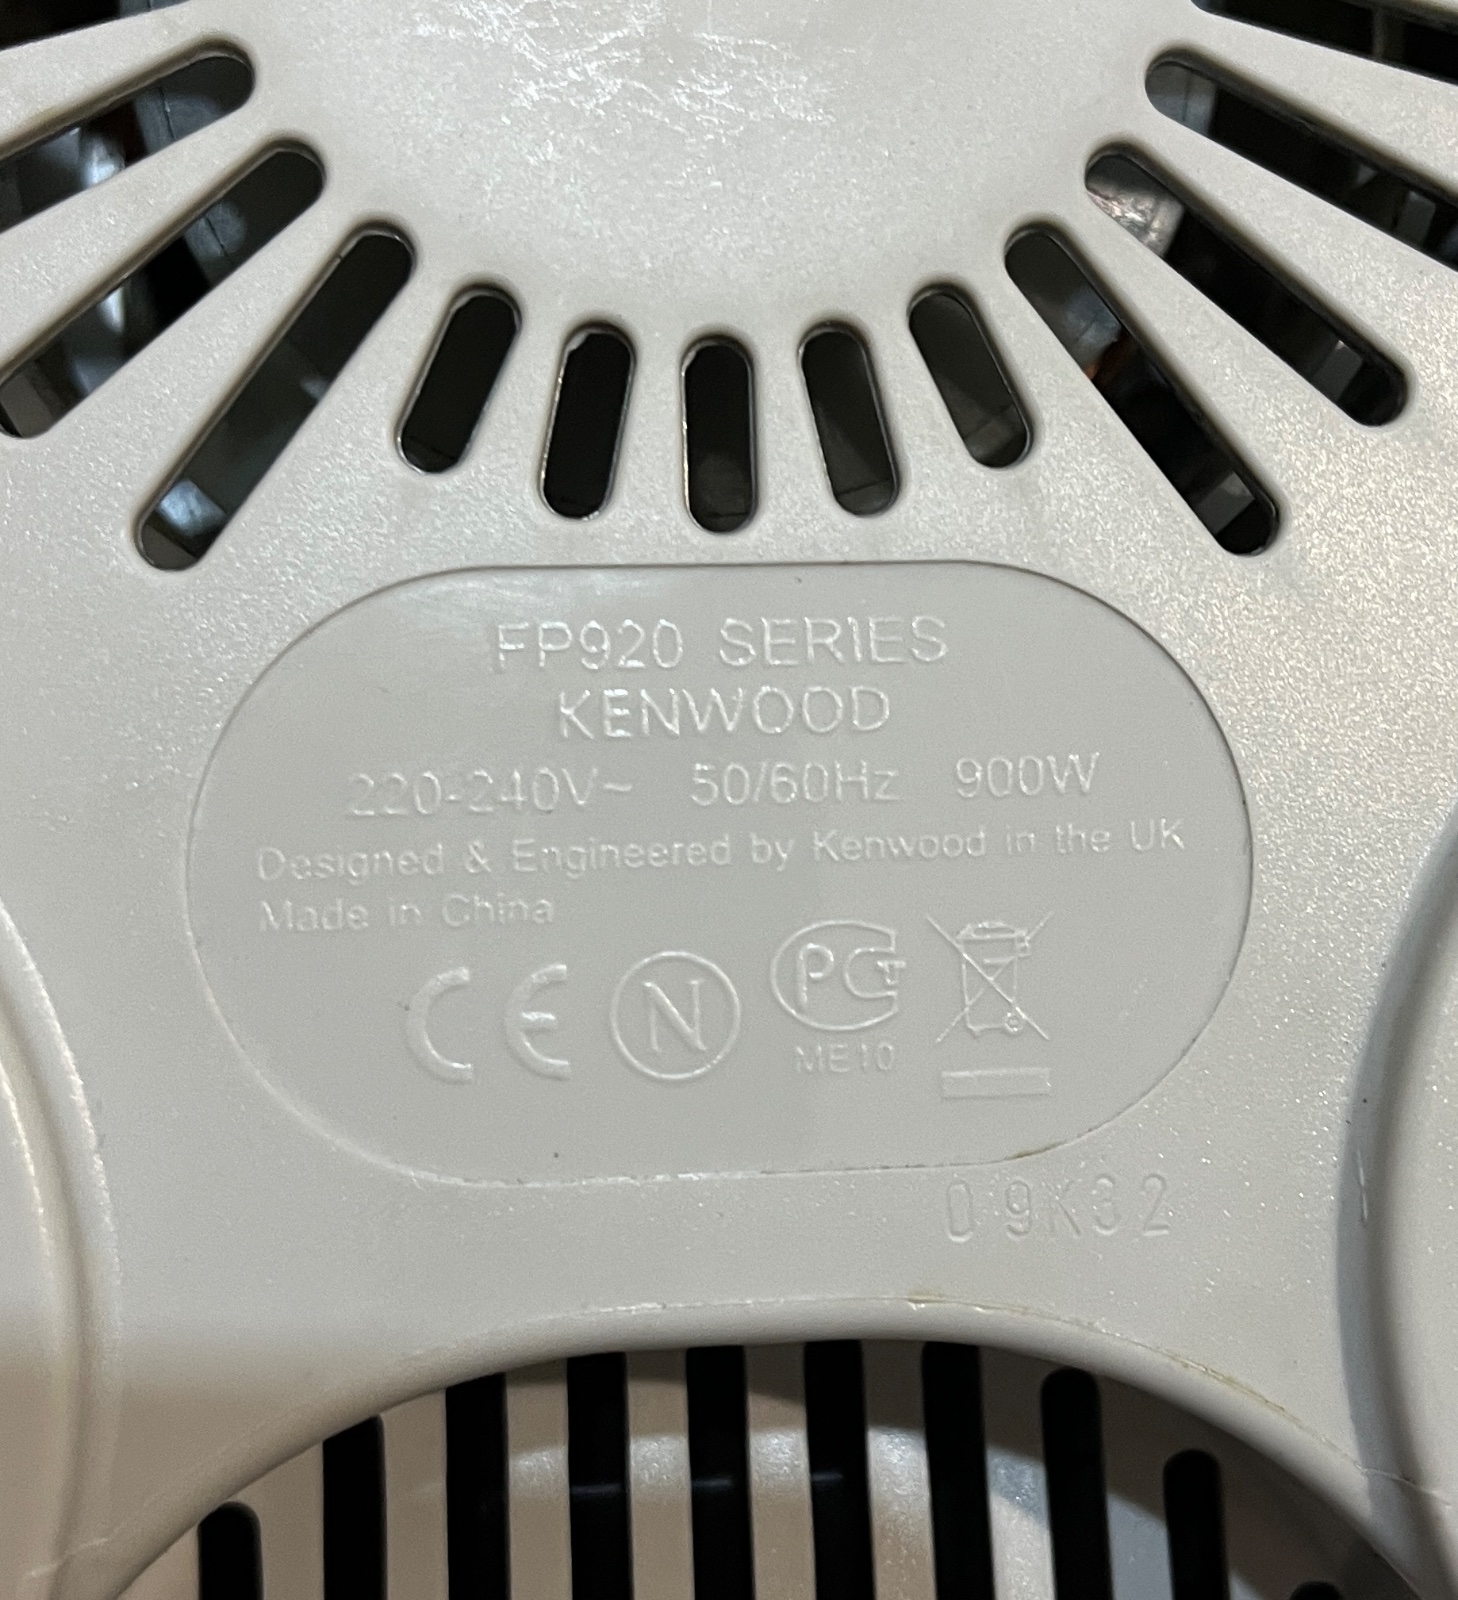 FP920 SERIES
KENWOOD
220-240V~ 50/60Hz 900W
Designed & Engineered by Kenwood in the UK
Made in China
CE N PG
ME10
09K32